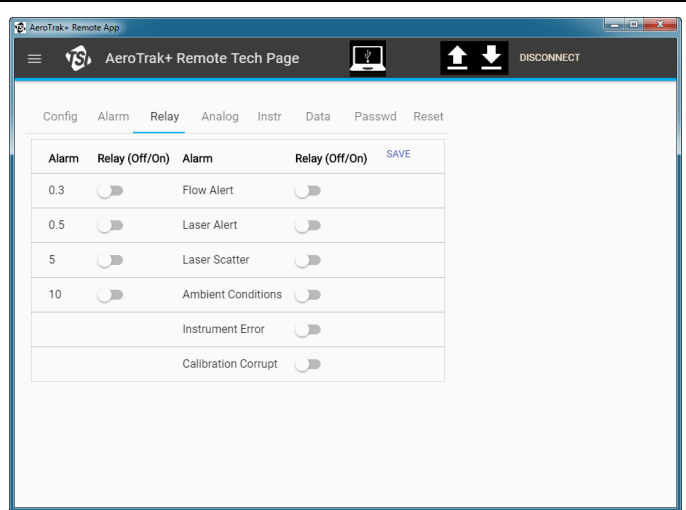 AeroTrak+ Remote App
TSI AeroTrak+ Remote Tech Page DISCONNECT
Config Alarm Relay Analog Instr Data Passwd Reset
Alarm Relay (Off/On) Alarm Relay (Off/On) SAVE
0.3 Flow Alert
0.5 Laser Alert
5 Laser Scatter
10 Ambient Conditions
Instrument Error
Calibration Corrupt